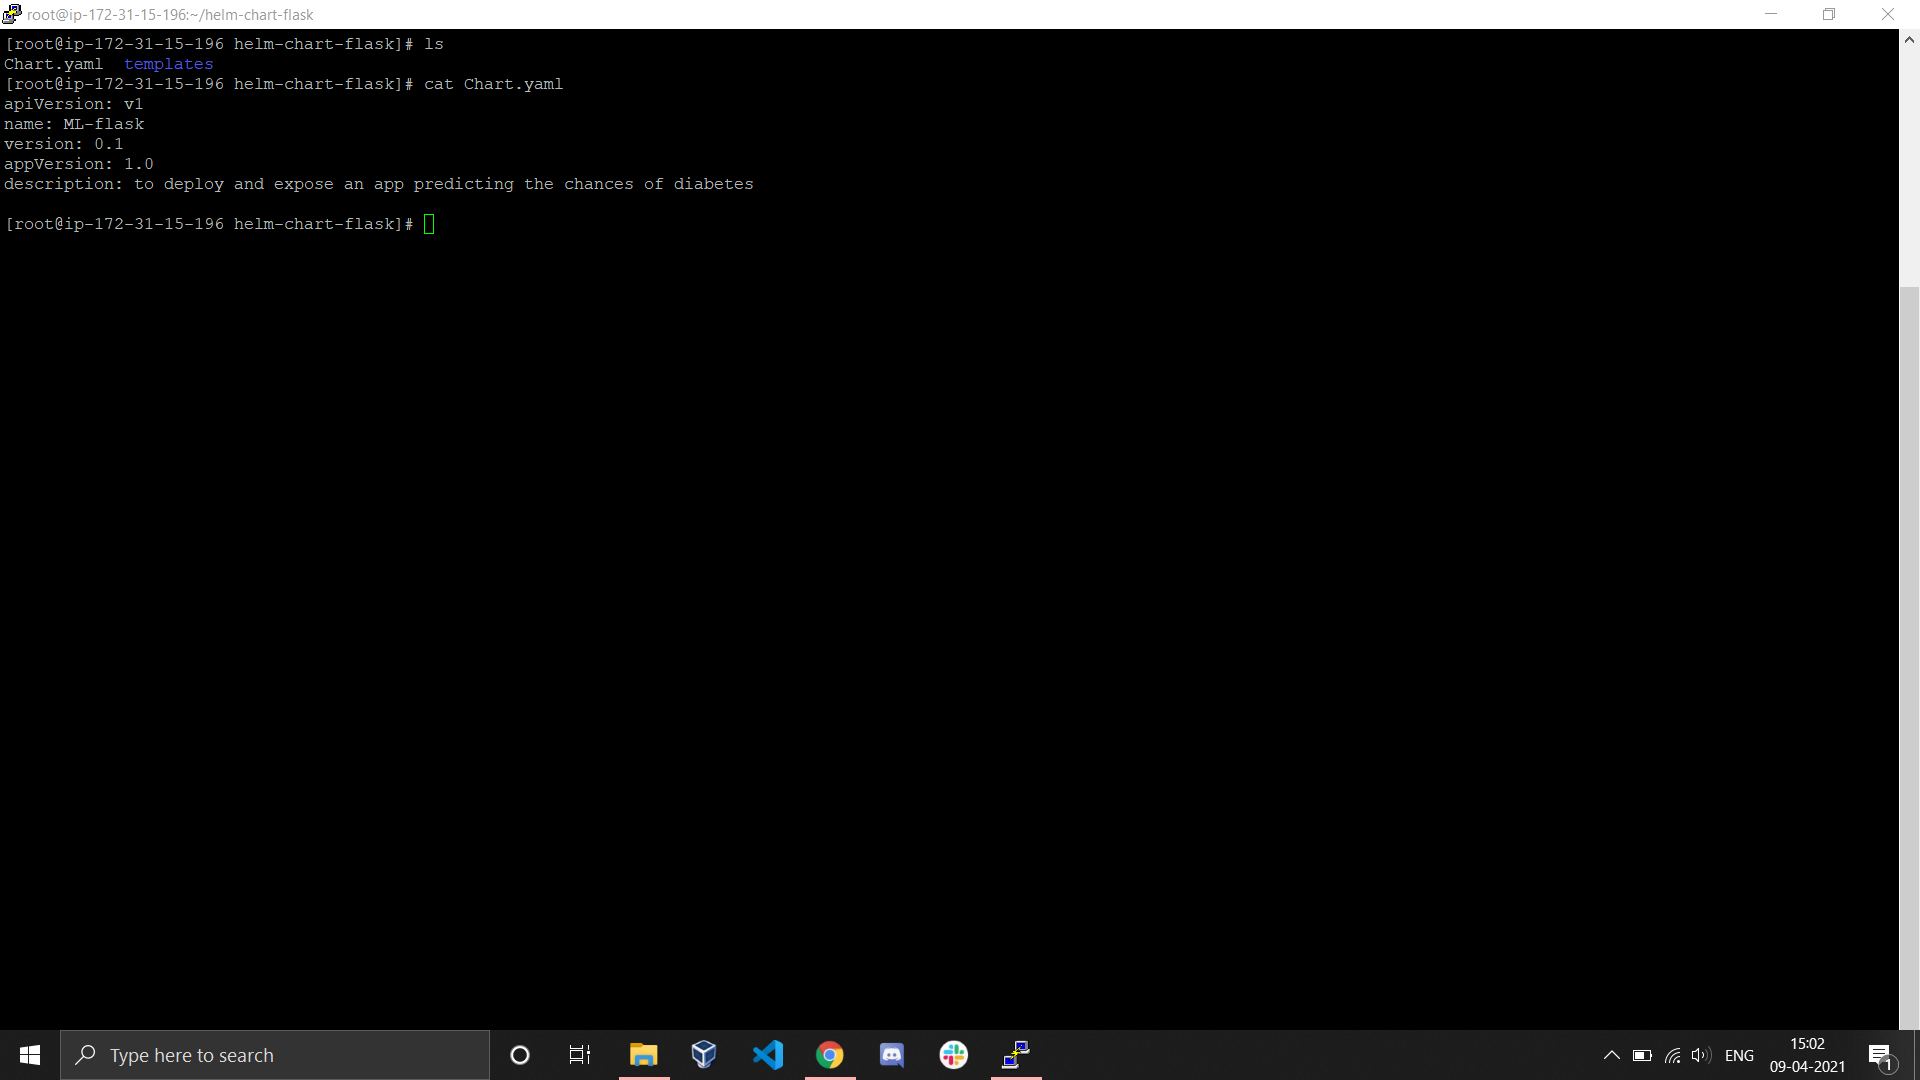 root@ip-172-31-15-196:~/helm-chart-flask
[root@ip-172-31-15-196 helm-chart-flask]# ls
Chart.yaml  templates
[root@ip-172-31-15-196 helm-chart-flask]# cat Chart.yaml
apiVersion: v1
name: ML-flask
version: 0.1
appVersion: 1.0
description: to deploy and expose an app predicting the chances of diabetes
[root@ip-172-31-15-196 helm-chart-flask]#
Type here to search
ENG
15:02
09-04-2021
1